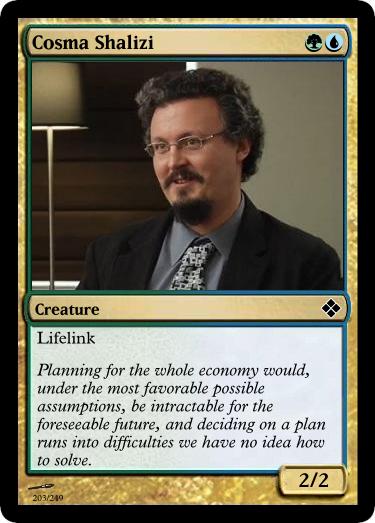 Cosma Shalizi
Creature
Lifelink
Planning for the whole economy would,
under the most favorable possible
assumptions, be intractable for the
foreseeable future, and deciding on a plan
runs into difficulties we have no idea how
to solve.
2/2
203/249